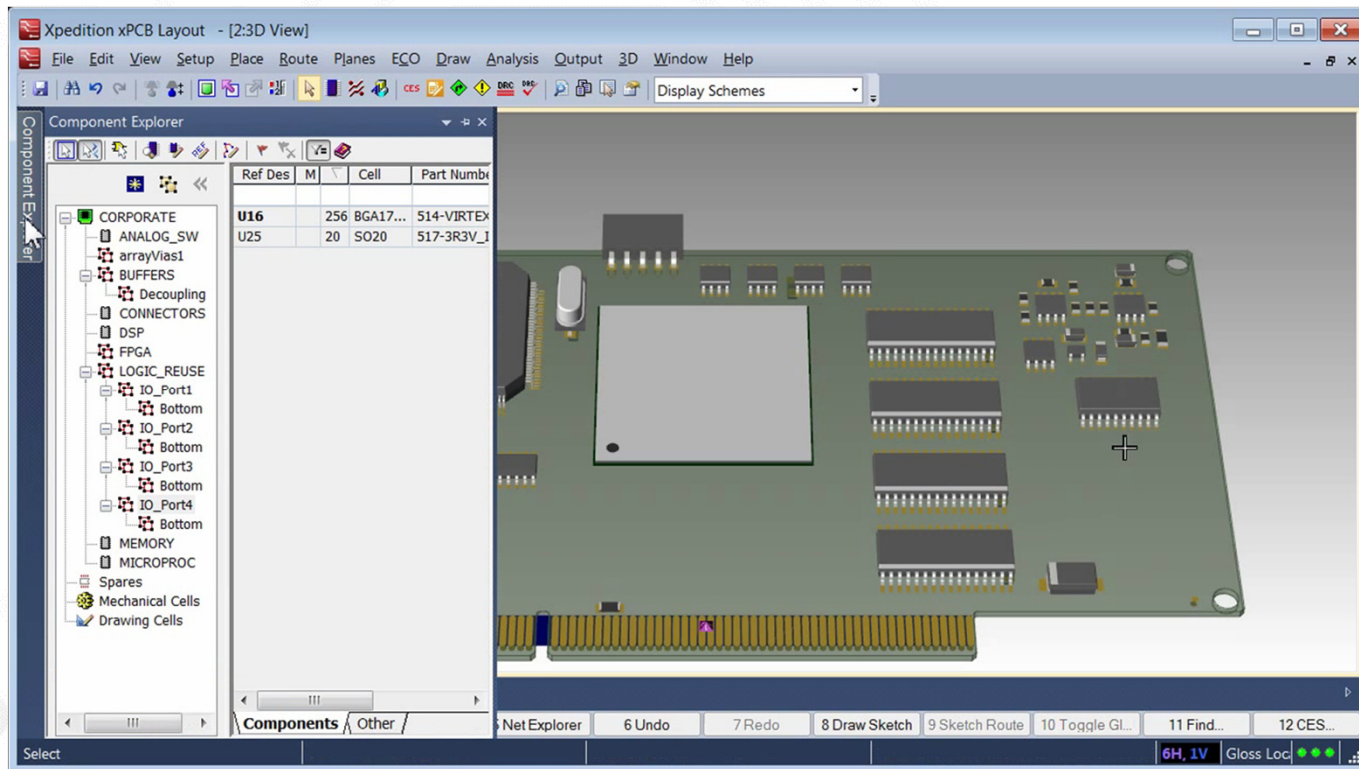 Xpedition xPCB Layout - [2:3D View]
File Edit View Setup Place Route Planes ECO Draw Analysis Output 3D Window Help
CES DRC Display Schemes
Component Explorer
Component Explorer
Ref Des M Cell Part Numbe
U16 256 BGA17... 514-VIRTEX
U25 20 SO20 517-3R3V_I
CORPORATE
ANALOG_SW
arrayVias1
BUFFERS
Decoupling
CONNECTORS
DSP
FPGA
LOGIC_REUSE
IO_Port1
Bottom
IO_Port2
Bottom
IO_Port3
Bottom
IO_Port4
Bottom
MEMORY
MICROPROC
Spares
Mechanical Cells
Drawing Cells
Components Other
Net Explorer 6 Undo 7 Redo 8 Draw Sketch 9 Sketch Route 10 Toggle Gl... 11 Find... 12 CES...
Select 6H, 1V Gloss Loc